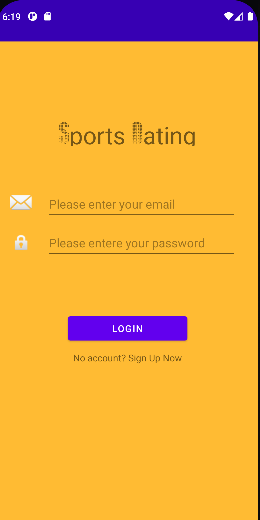 6:19
Sports Rating
Please enter your email
Please entere your password
LOGIN
No account? Sign Up Now